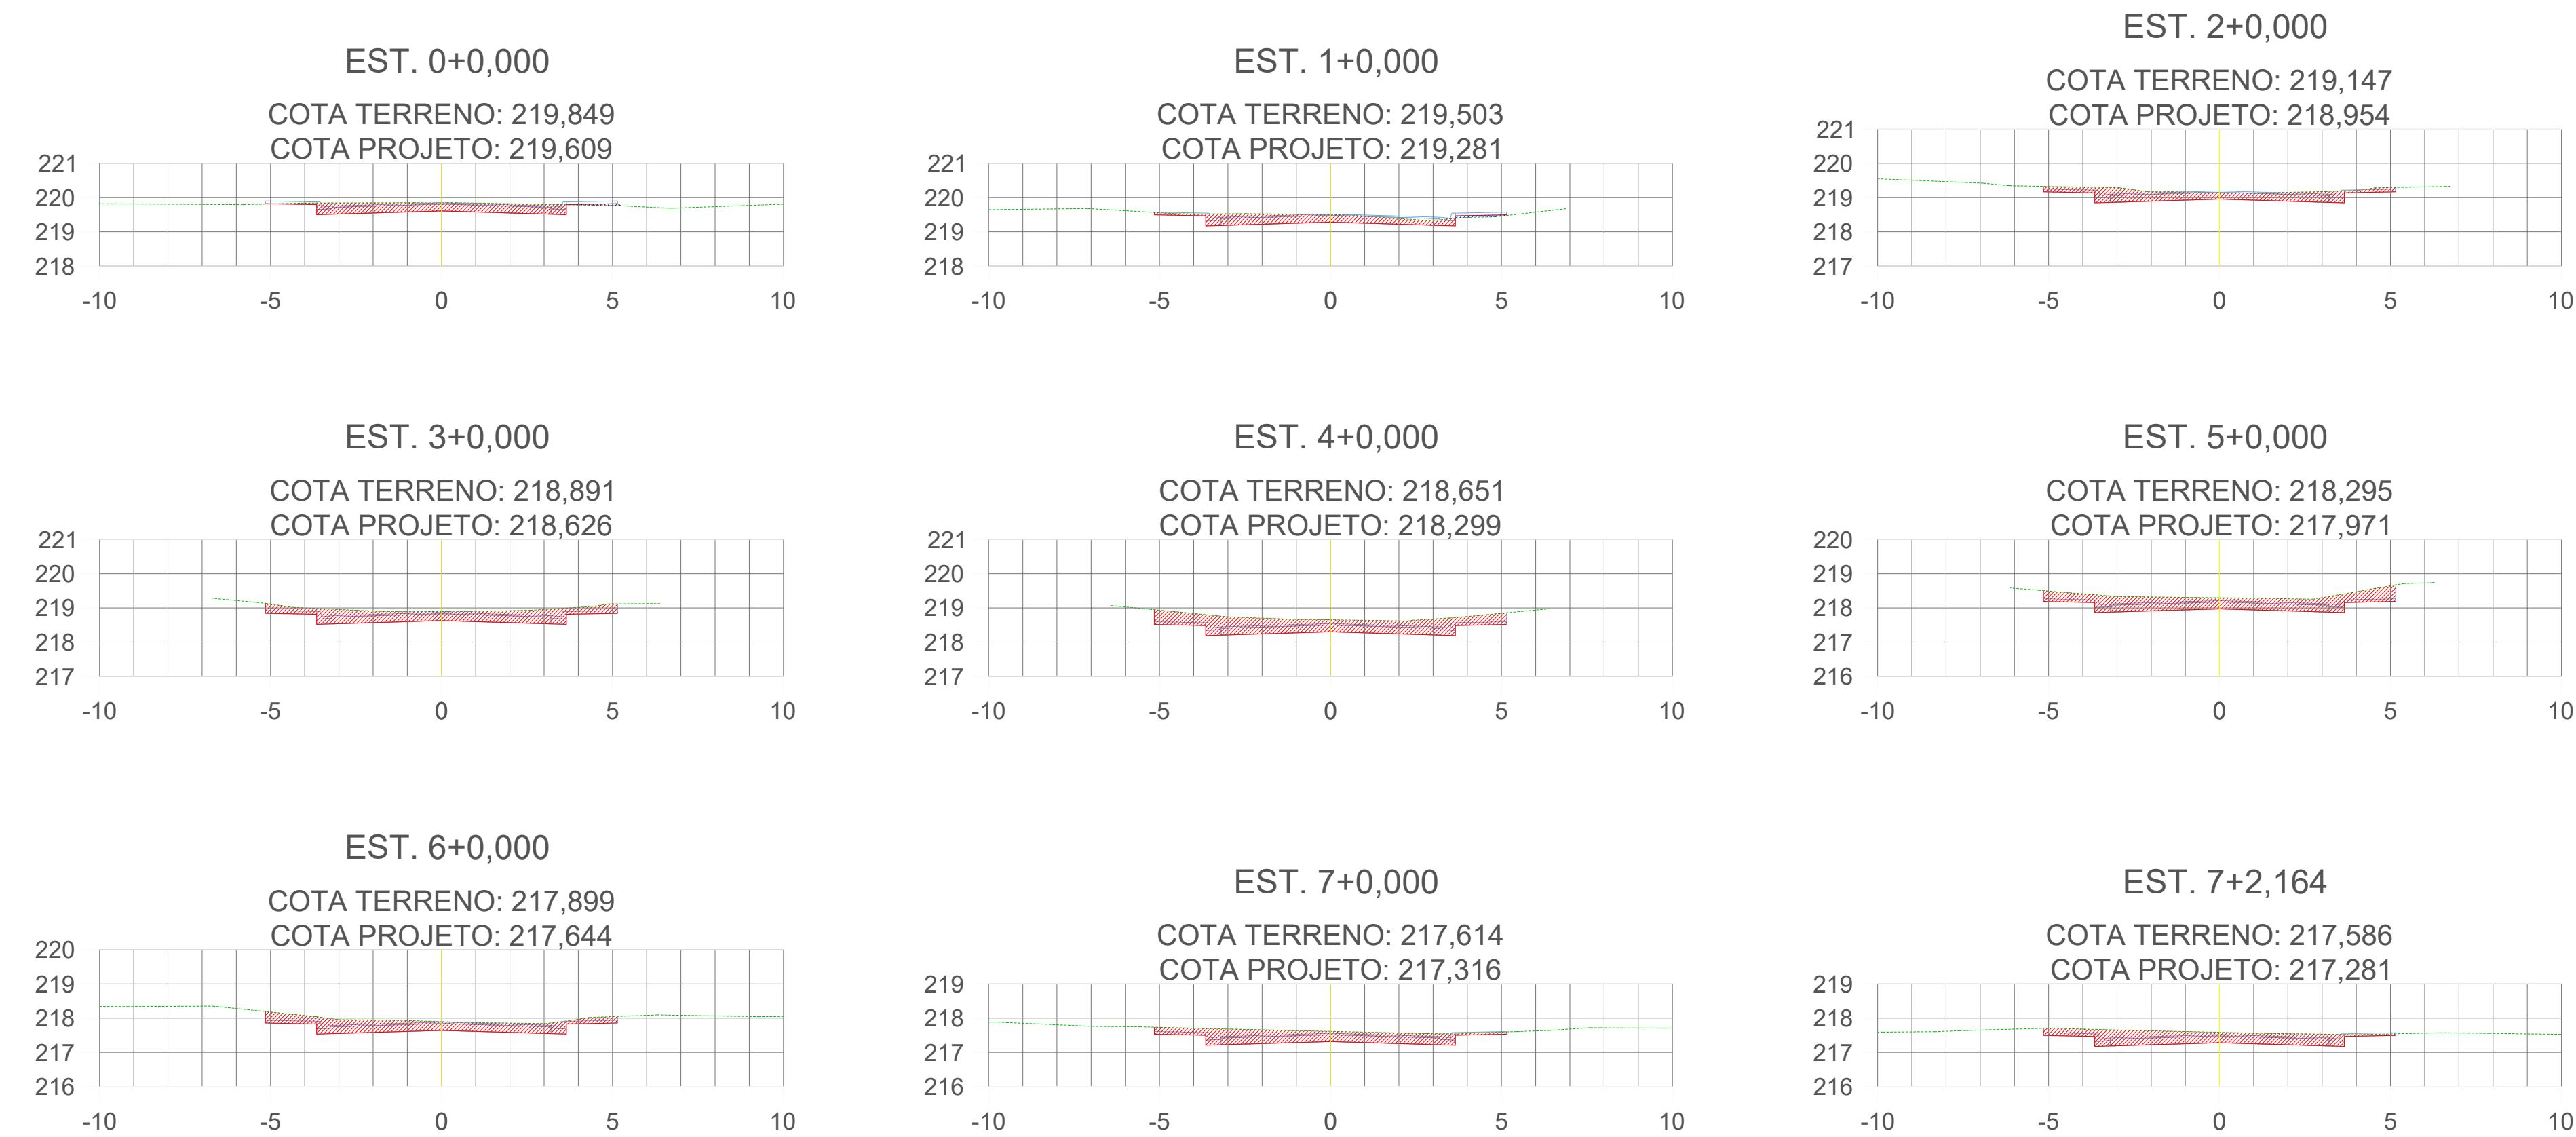 EST. 0+0,000
COTA TERRENO: 219,849
COTA PROJETO: 219,609
221
220
219
218
-10 -5 0 5 10
EST. 1+0,000
COTA TERRENO: 219,503
COTA PROJETO: 219,281
221
220
219
218
-10 -5 0 5 10
EST. 2+0,000
COTA TERRENO: 219,147
COTA PROJETO: 218,954
221
220
219
218
217
-10 -5 0 5 10
EST. 3+0,000
COTA TERRENO: 218,891
COTA PROJETO: 218,626
221
220
219
218
217
-10 -5 0 5 10
EST. 4+0,000
COTA TERRENO: 218,651
COTA PROJETO: 218,299
221
220
219
218
217
-10 -5 0 5 10
EST. 5+0,000
COTA TERRENO: 218,295
COTA PROJETO: 217,971
220
219
218
217
216
-10 -5 0 5 10
EST. 6+0,000
COTA TERRENO: 217,899
COTA PROJETO: 217,644
220
219
218
217
216
-10 -5 0 5 10
EST. 7+0,000
COTA TERRENO: 217,614
COTA PROJETO: 217,316
219
218
217
216
-10 -5 0 5 10
EST. 7+2,164
COTA TERRENO: 217,586
COTA PROJETO: 217,281
219
218
217
216
-10 -5 0 5 10